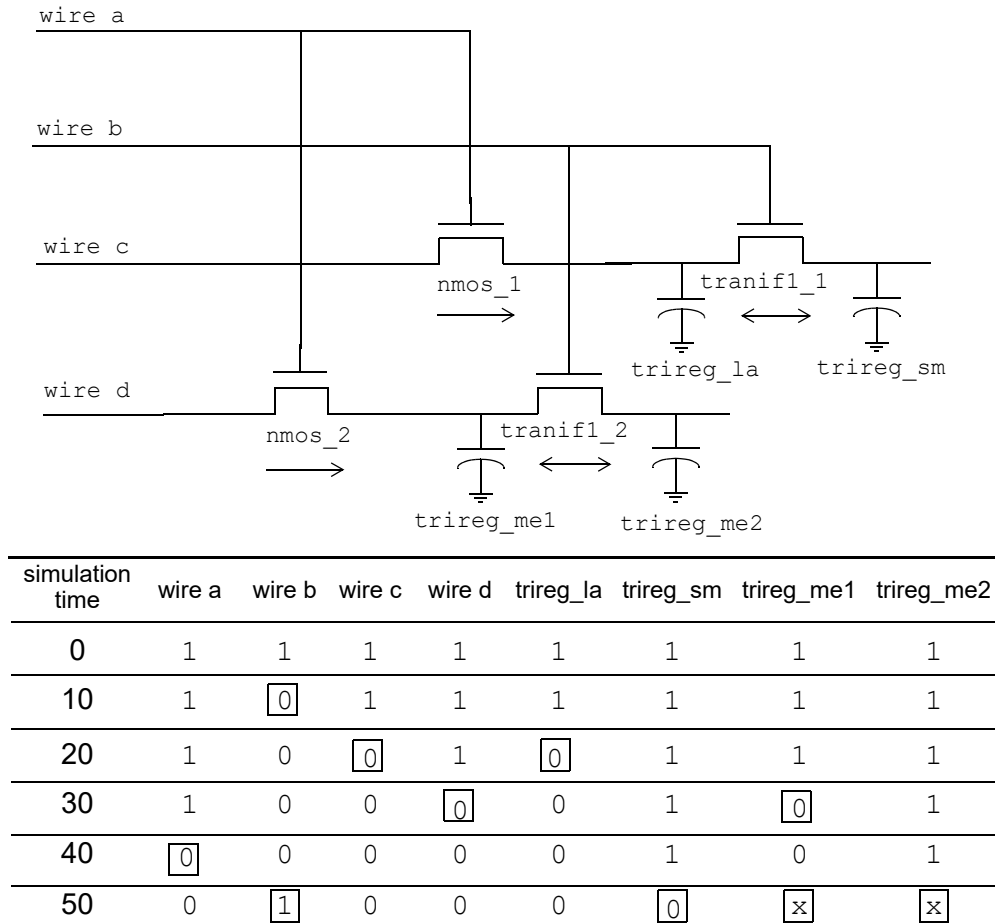 wire a
wire b
wire c
nmos_1
tranif1_1
trireg_la
trireg_sm
wire d
nmos_2
tranif1_2
trireg_me1
trireg_me2
simulation time wire a wire b wire c wire d trireg_la trireg_sm trireg_me1 trireg_me2
0 1 1 1 1 1 1 1 1
10 1 0 1 1 1 1 1 1
20 1 0 0 1 0 1 1 1
30 1 0 0 0 0 1 0 1
40 0 0 0 0 0 1 0 1
50 0 1 0 0 0 0 x x